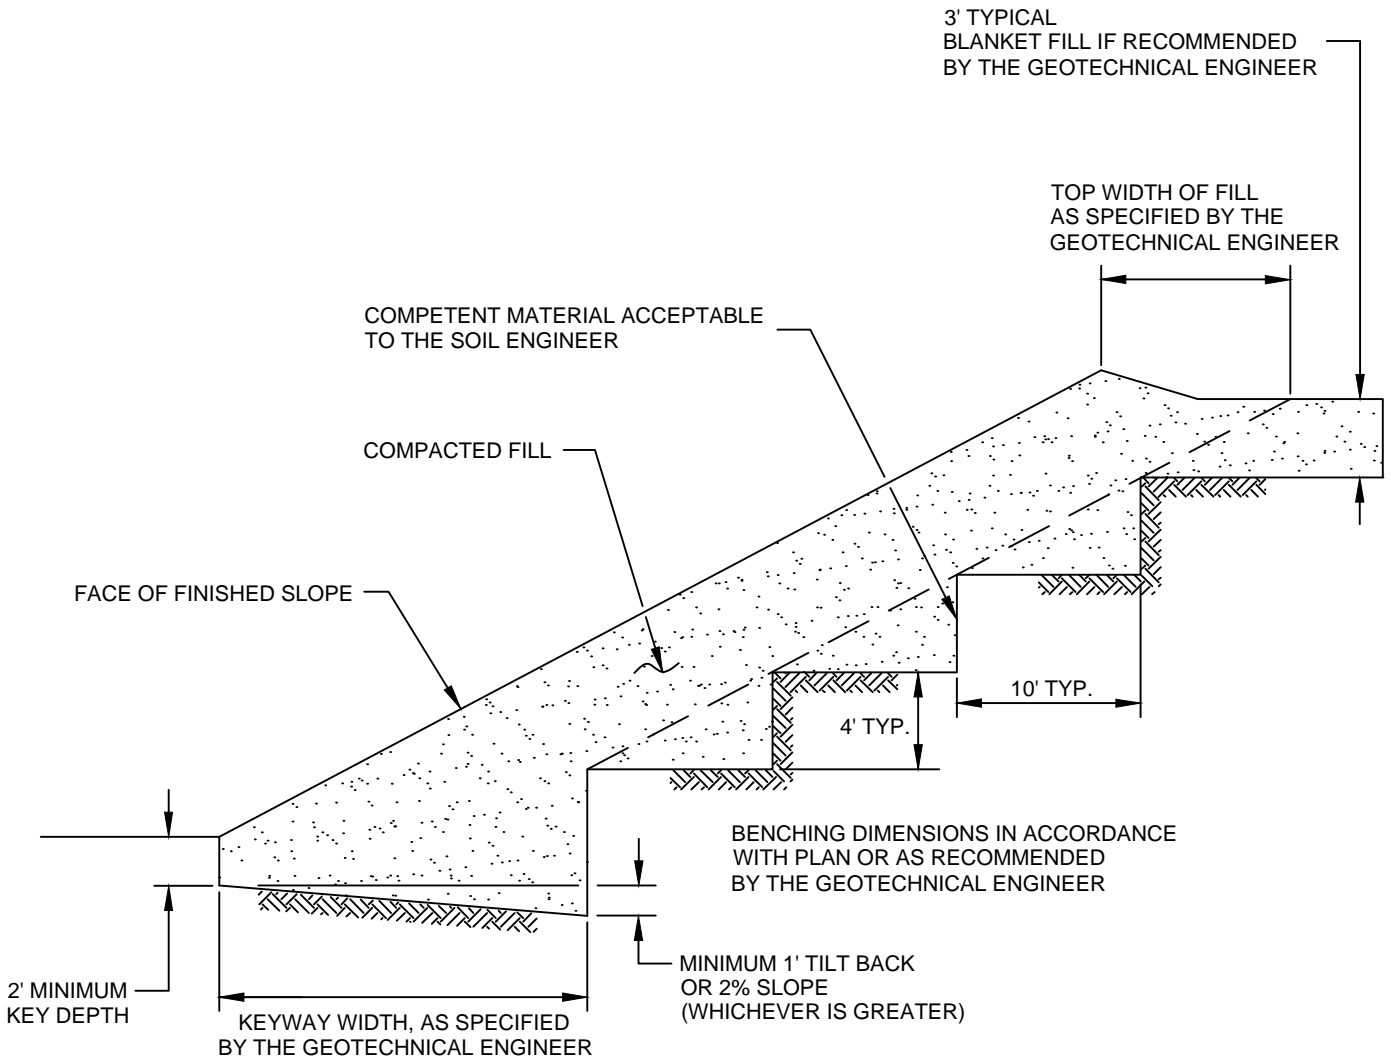 3' TYPICAL
BLANKET FILL IF RECOMMENDED
BY THE GEOTECHNICAL ENGINEER
TOP WIDTH OF FILL
AS SPECIFIED BY THE
GEOTECHNICAL ENGINEER
COMPETENT MATERIAL ACCEPTABLE
TO THE SOIL ENGINEER
COMPACTED FILL
FACE OF FINISHED SLOPE
10' TYP.
4' TYP.
BENCHING DIMENSIONS IN ACCORDANCE
WITH PLAN OR AS RECOMMENDED
BY THE GEOTECHNICAL ENGINEER
MINIMUM 1' TILT BACK
OR 2% SLOPE
(WHICHEVER IS GREATER)
2' MINIMUM
KEY DEPTH
KEYWAY WIDTH, AS SPECIFIED
BY THE GEOTECHNICAL ENGINEER